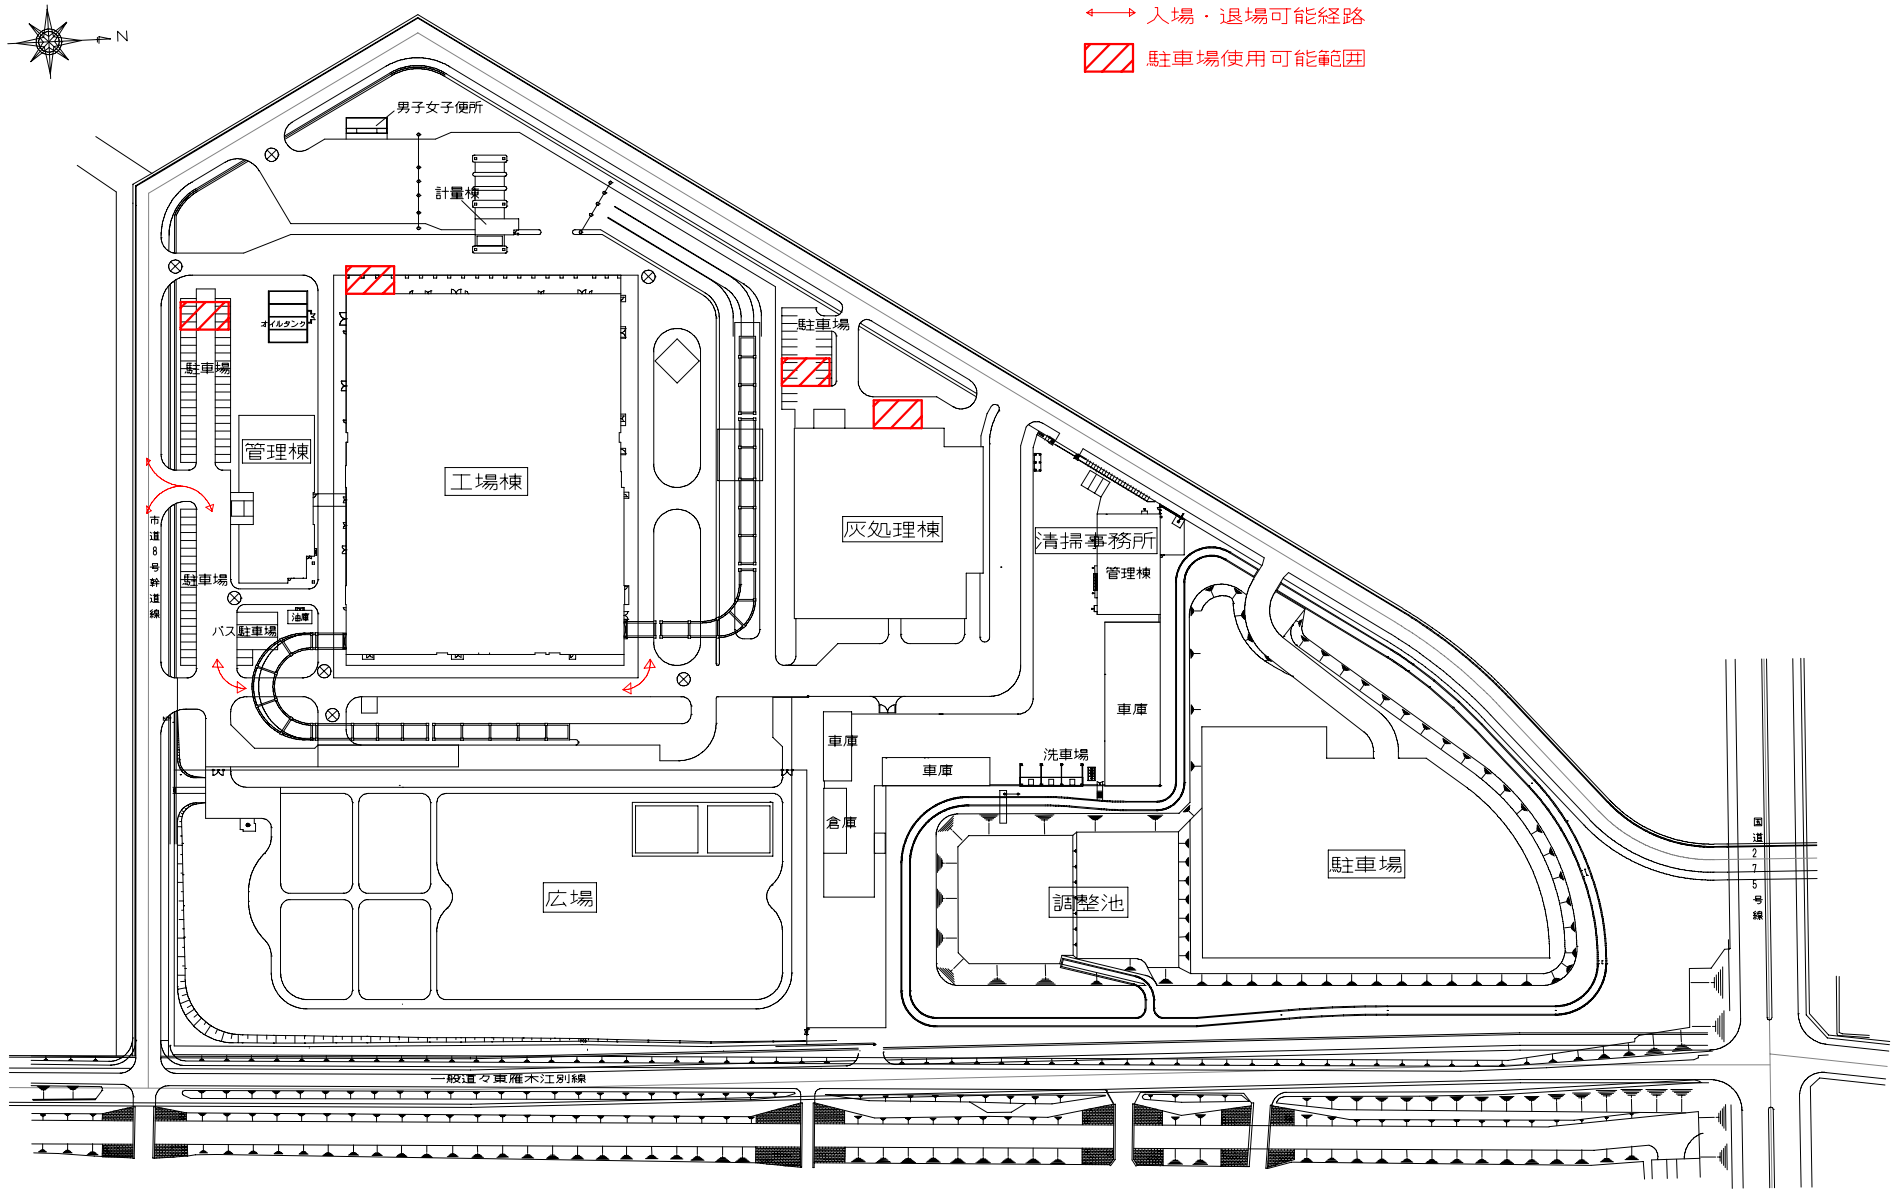 入場・退場可能経路
N
駐車場使用可能範囲
男子女子便所
計量棟
オイルタンク
駐車場
駐車場
管理棟
工場棟
灰処理棟
清掃事務所
市道8号幹道線
管理棟
駐車場
油庫
バス駐車場
車庫
車庫
洗車場
車庫
倉庫
国道275号線
駐車場
広場
調整池
一般道々東雁木江別線